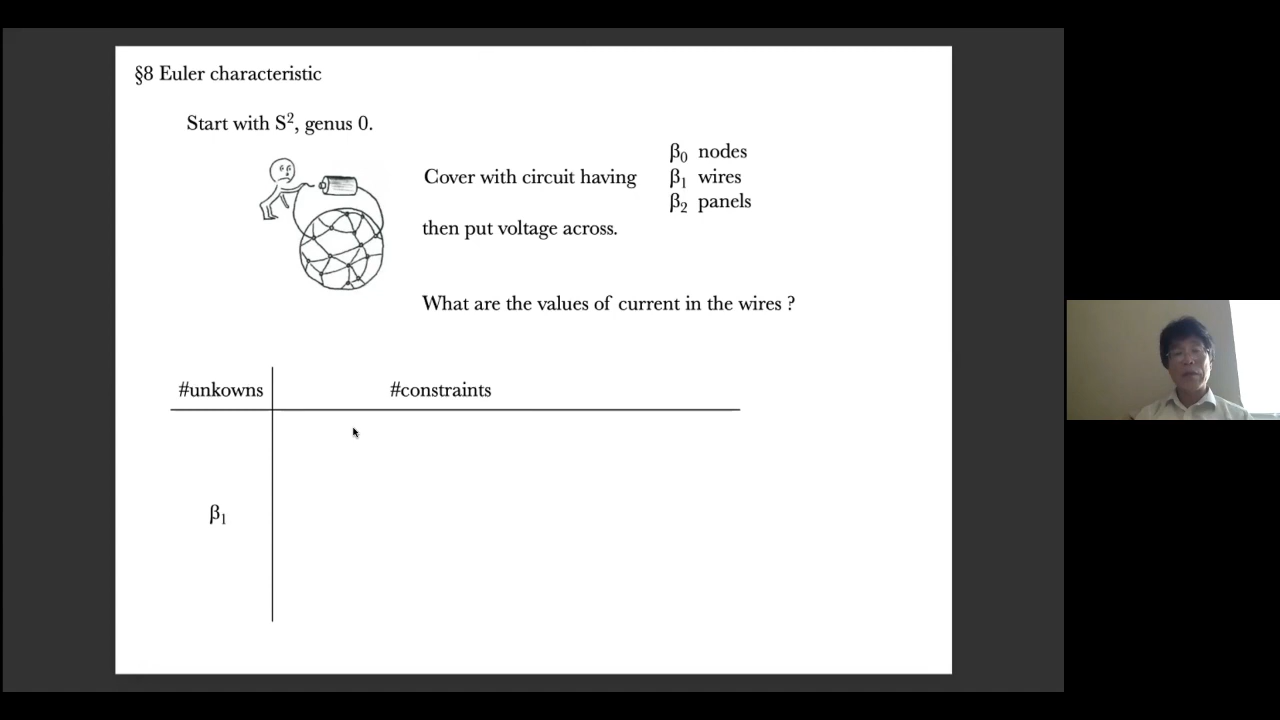 §8 Euler characteristic
Start with S², genus 0.
Cover with circuit having
β₀ nodes
β₁ wires
β₂ panels
then put voltage across.
What are the values of current in the wires ?
#unkowns #constraints
β₁